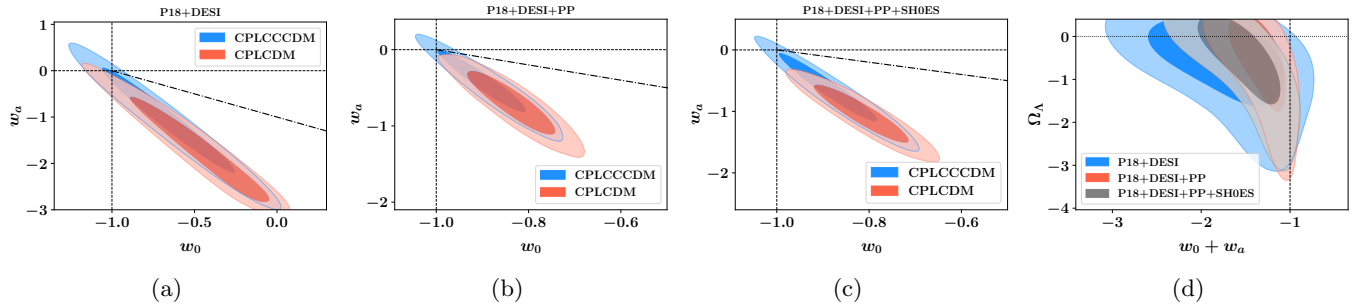 P18+DESI
CPLCCCDM
CPLCDM
1
0
−1
−2
−3
−1.0
−0.5
0.0
w_a
w_0
(a)
P18+DESI+PP
0
−1
−2
−1.0
−0.8
−0.6
w_a
w_0
CPLCCCDM
CPLCDM
(b)
P18+DESI+PP+SH0ES
0
−1
−2
−1.0
−0.8
−0.6
w_a
w_0
CPLCCCDM
CPLCDM
(c)
0
−1
−2
−3
−4
−3
−2
−1
Ω_Λ
w_0 + w_a
P18+DESI
P18+DESI+PP
P18+DESI+PP+SH0ES
(d)